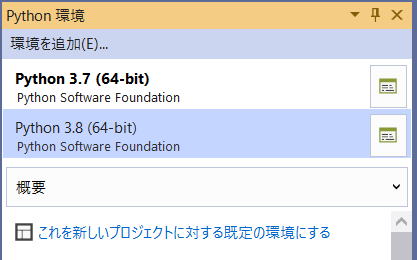 Python 環境
環境を追加(E)...
Python 3.7 (64-bit)
Python Software Foundation
Python 3.8 (64-bit)
Python Software Foundation
概要
これを新しいプロジェクトに対する既定の環境にする